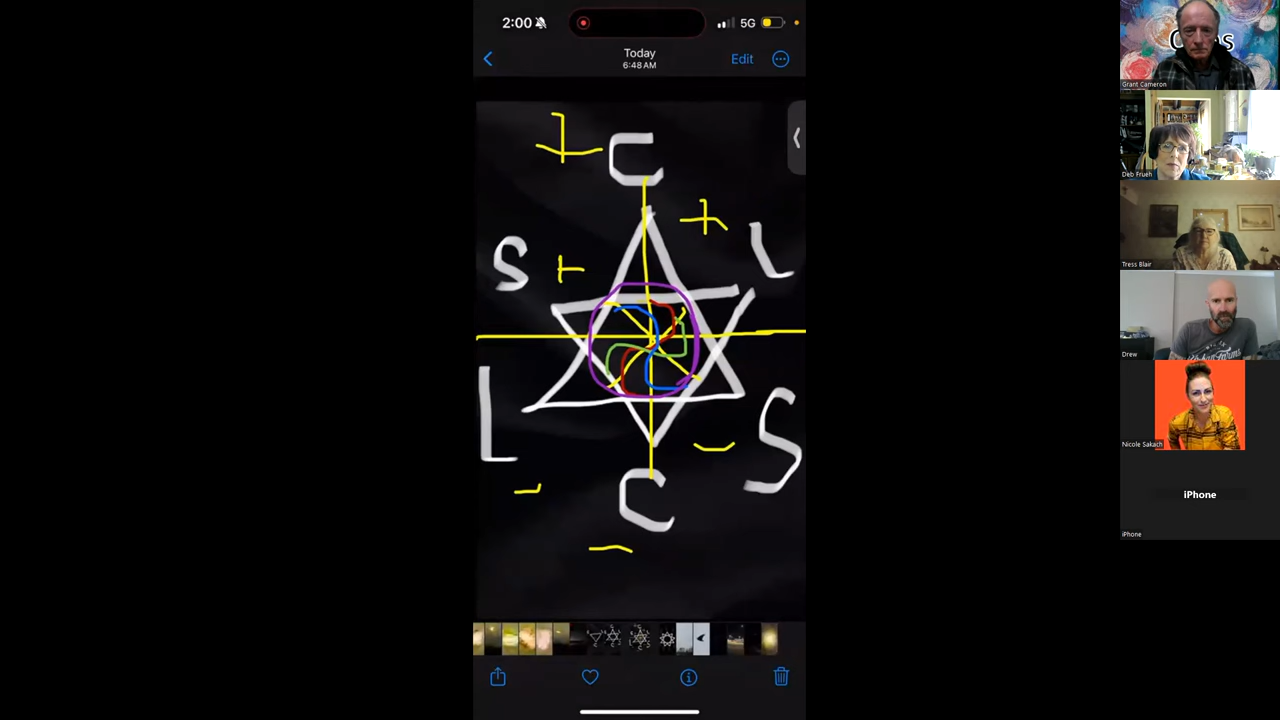 2:00
5G
Today
6:48 AM
Edit
+ C
+
L
S
L
S
-
-
C
-
Grant Cameron
Deb Frueh
Tress Blair
Drew
Nicole Sakach
iPhone
iPhone